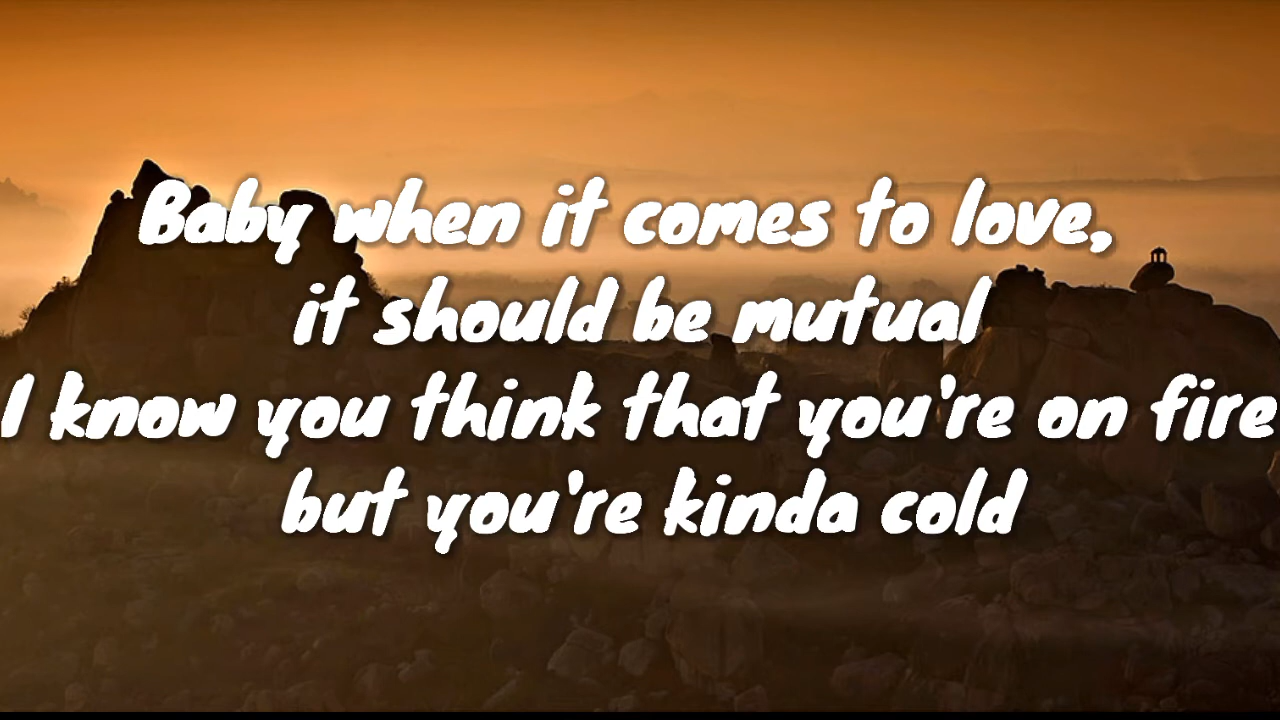 Baby when it comes to love,
it should be mutual
I know you think that you're on fire
but you're kinda cold